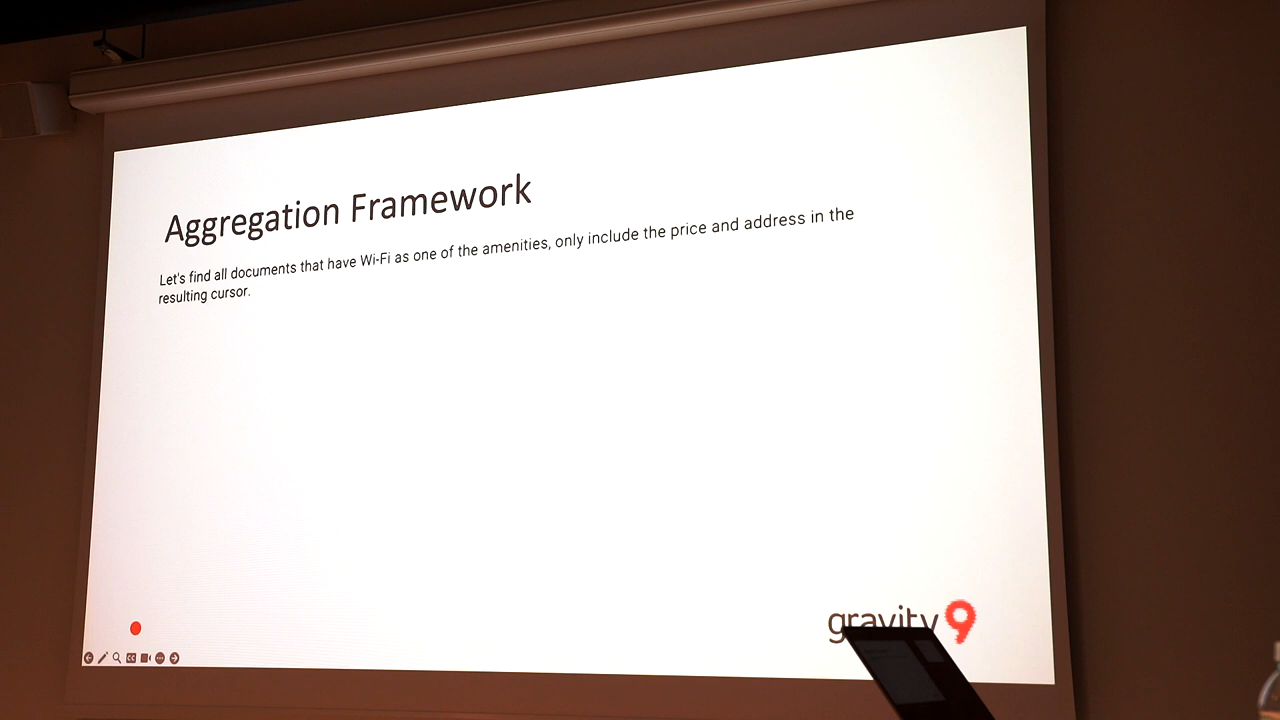 Aggregation Framework
Let's find all documents that have Wi-Fi as one of the amenities, only include the price and address in the
resulting cursor.
gravity9